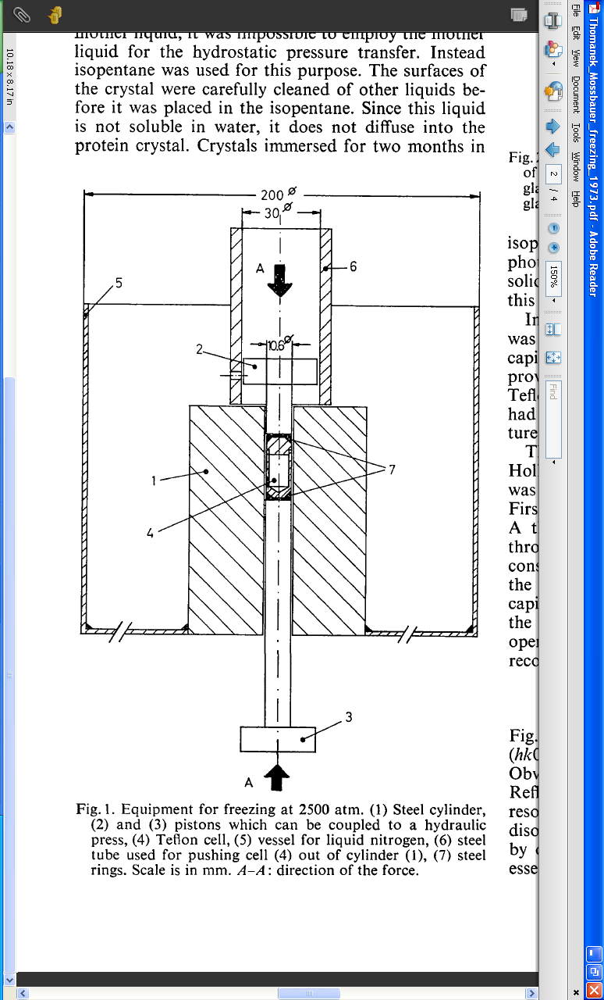 mother liquid, it was impossible to employ the mother
liquid for the hydrostatic pressure transfer. Instead
isopentane was used for this purpose. The surfaces of
the crystal were carefully cleaned of other liquids be-
fore it was placed in the isopentane. Since this liquid
is not soluble in water, it does not diffuse into the
protein crystal. Crystals immersed for two months in
200 ø
30 ø
A
6
5
10.6 ø
2
1
7
4
3
A
Fig. 1. Equipment for freezing at 2500 atm. (1) Steel cylinder,
(2) and (3) pistons which can be coupled to a hydraulic
press, (4) Teflon cell, (5) vessel for liquid nitrogen, (6) steel
tube used for pushing cell (4) out of cylinder (1), (7) steel
rings. Scale is in mm. A–A: direction of the force.
Fig. 2
of
gla
gla
isop
phot
solid
this
In
was
capi
prov
Tefl
had
ture
T
Hol
was
Firs
A t
thro
cons
the
capi
the
oper
reco
Fig.
(hk0
Obv
Refl
reso
diso
by
esse
Thomanek_Mossbauer_freezing_1973.pdf - Adobe Reader
File Edit View Document Tools Window Help
2 / 4
150%
Find
10.18 x 8.17 in